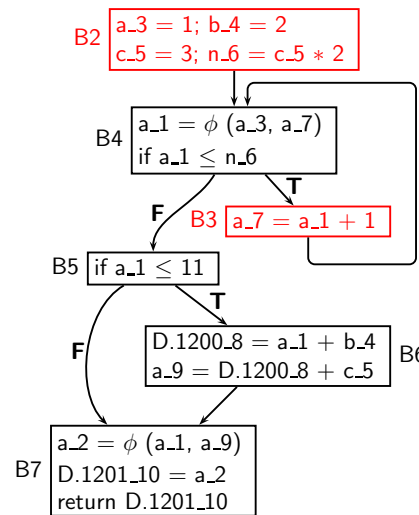 a_3 = 1; b_4 = 2
B2
c_5 = 3; n_6 = c_5 * 2
B4
a_1 = ϕ (a_3, a_7)
if a_1 ≤ n_6
T
F
B3
a_7 = a_1 + 1
B5
if a_1 ≤ 11
T
F
D.1200_8 = a_1 + b_4
a_9 = D.1200_8 + c_5
B6
a_2 = ϕ (a_1, a_9)
B7
D.1201_10 = a_2
return D.1201_10